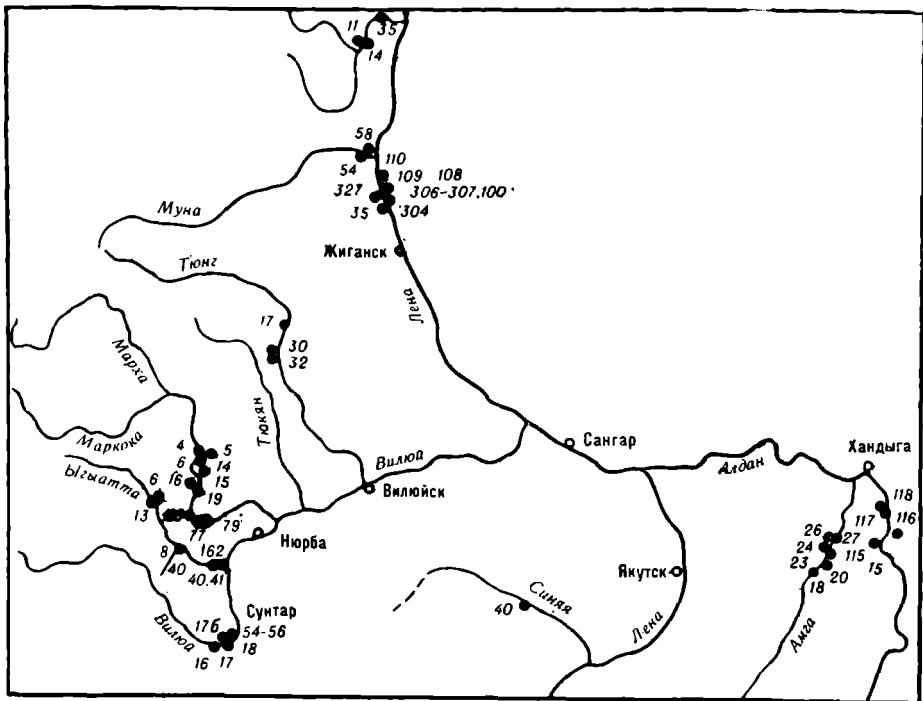 35
11
14
58
54
110
109 108
327
306-307,100
35
304
Муна
Жиганск
Тюнг
Лена
17
30
32
Марха
Тюкян
Маркока
4
5
6
14
16
15
19
Ыгыатта
6
13
77
79
8
40
162
40.41
Нюрба
Вилюйск
Вилюа
Сангар
Алдан
Хандыга
118
117
116
26
27
24
115
15
23
20
18
Якутск
Синяя
40
Лена
Амга
Сунтар
17б
54-56
18
16
17
Вилюа